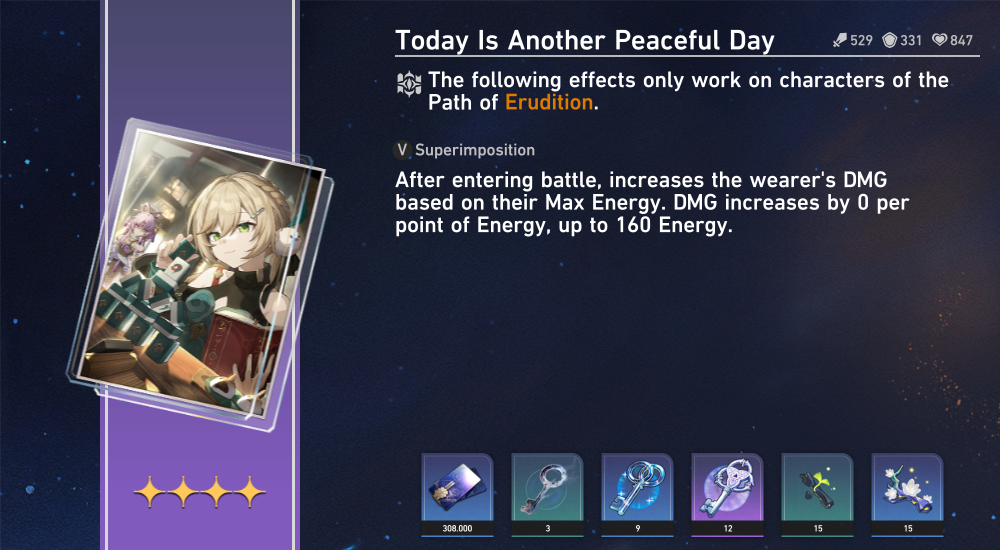 Today Is Another Peaceful Day 529 331 847
The following effects only work on characters of the
Path of Erudition.
V Superimposition
After entering battle, increases the wearer's DMG
based on their Max Energy. DMG increases by 0 per
point of Energy, up to 160 Energy.
308.000 3 9 12 15 15